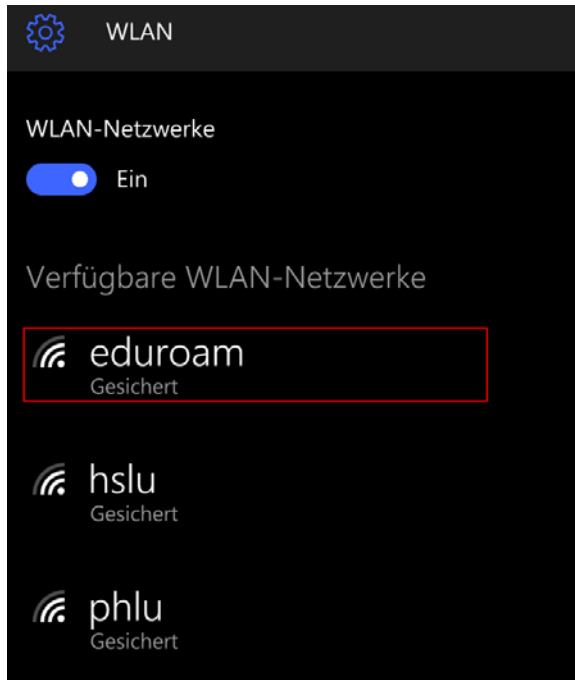 WLAN
WLAN-Netzwerke
Ein
Verfügbare WLAN-Netzwerke
eduroam
Gesichert
hslu
Gesichert
phlu
Gesichert